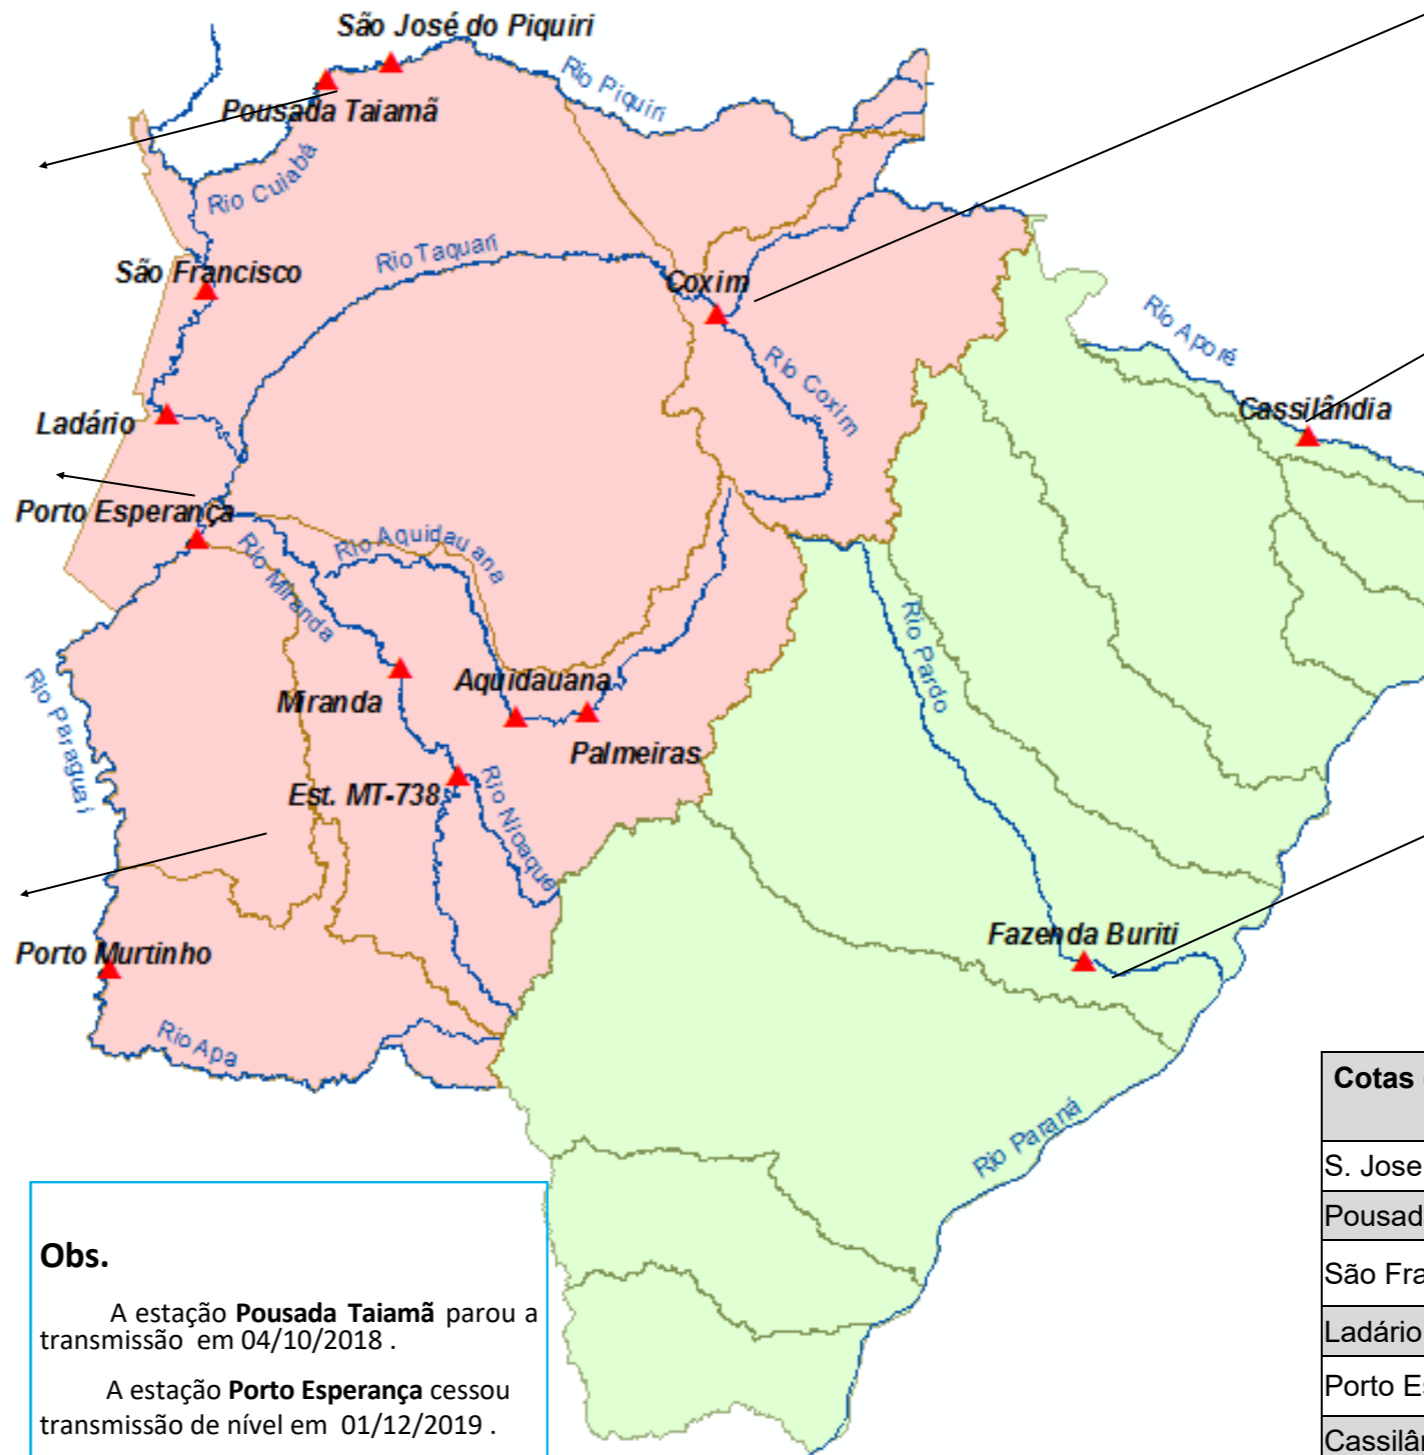 São José do Piquiri
Rio Piquiri
Pousada Taiamã
Rio Cuiabá
Rio Taquari
São Francisco
Coxim
Rio Aporé
Rio Coxim
Cassilândia
Ladário
Porto Esperança
Rio Aquidauana
Rio Miranda
Rio Pardo
Rio Paraguai
Miranda
Aquidauana
Palmeiras
Est. MT-738
Rio Nioaque
Porto Murtinho
Fazenda Buriti
Rio Apa
Rio Paraná
Obs.
A estação Pousada Taiamã parou a
transmissão em 04/10/2018 .
A estação Porto Esperança cessou
transmissão de nível em 01/12/2019 .
Cotas
S. Jose
Pousad
São Fra
Ladário
Porto Es
Cassilân